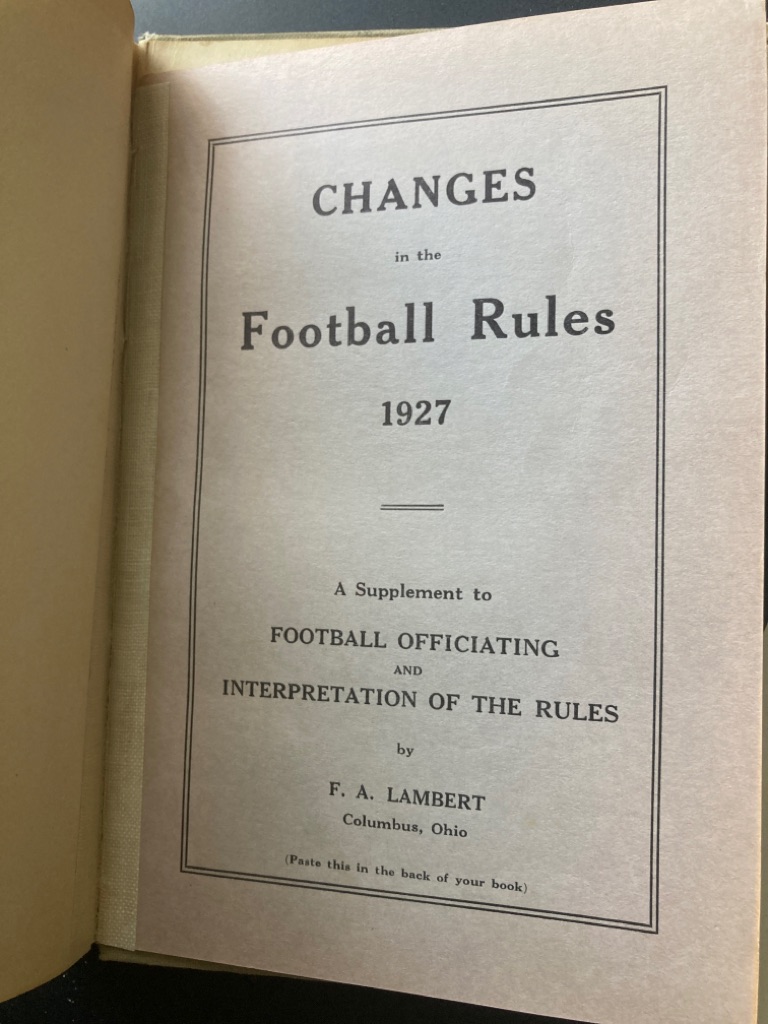 CHANGES
in the
Football Rules
1927
A Supplement to
FOOTBALL OFFICIATING
AND
INTERPRETATION OF THE RULES
by
F. A. LAMBERT
Columbus, Ohio
(Paste this in the back of your book)